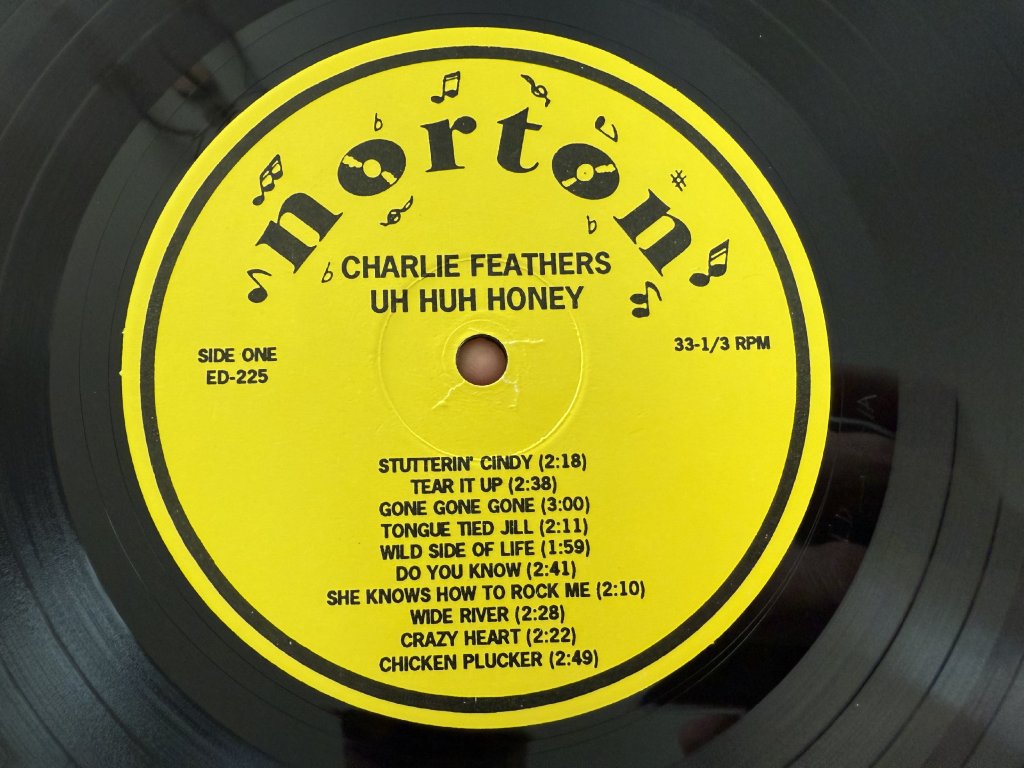 norton
CHARLIE FEATHERS
UH HUH HONEY
SIDE ONE
ED-225
33-1/3 RPM
STUTTERIN' CINDY (2:18)
TEAR IT UP (2:38)
GONE GONE GONE (3:00)
TONGUE TIED JILL (2:11)
WILD SIDE OF LIFE (1:59)
DO YOU KNOW (2:41)
SHE KNOWS HOW TO ROCK ME (2:10)
WIDE RIVER (2:28)
CRAZY HEART (2:22)
CHICKEN PLUCKER (2:49)